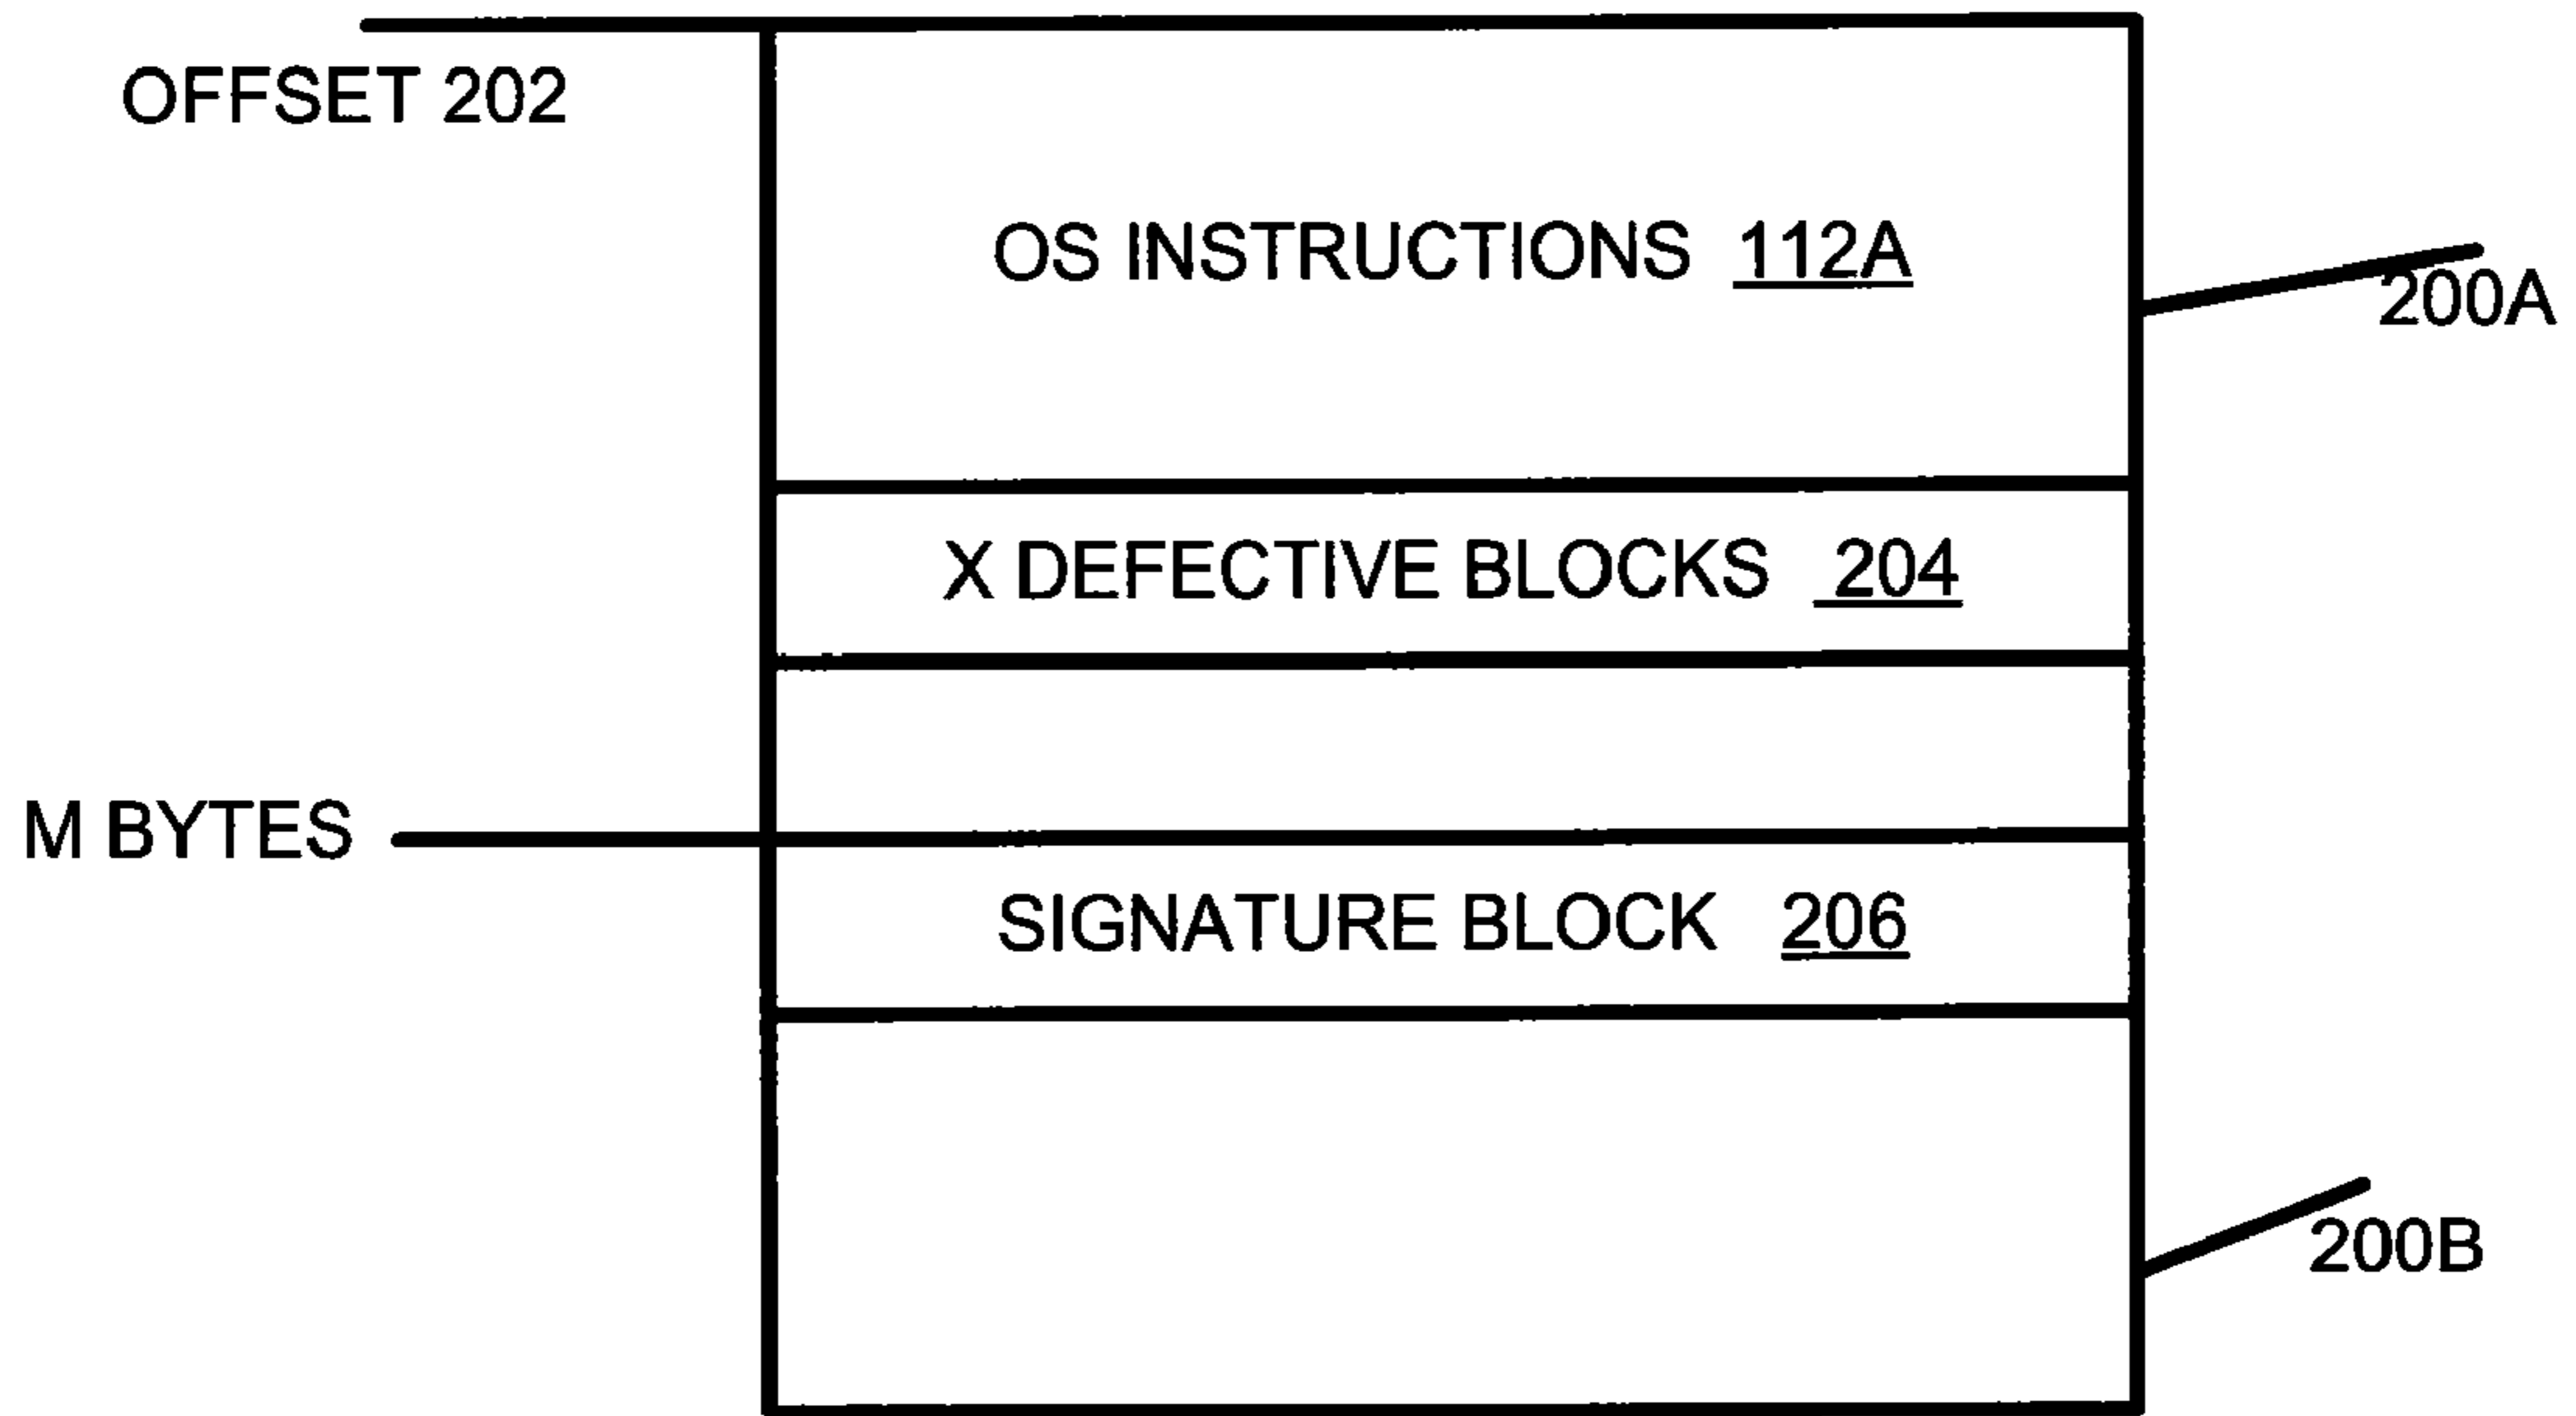 OFFSET 202
OS INSTRUCTIONS 112A
200A
X DEFECTIVE BLOCKS 204
M BYTES
SIGNATURE BLOCK 206
200B